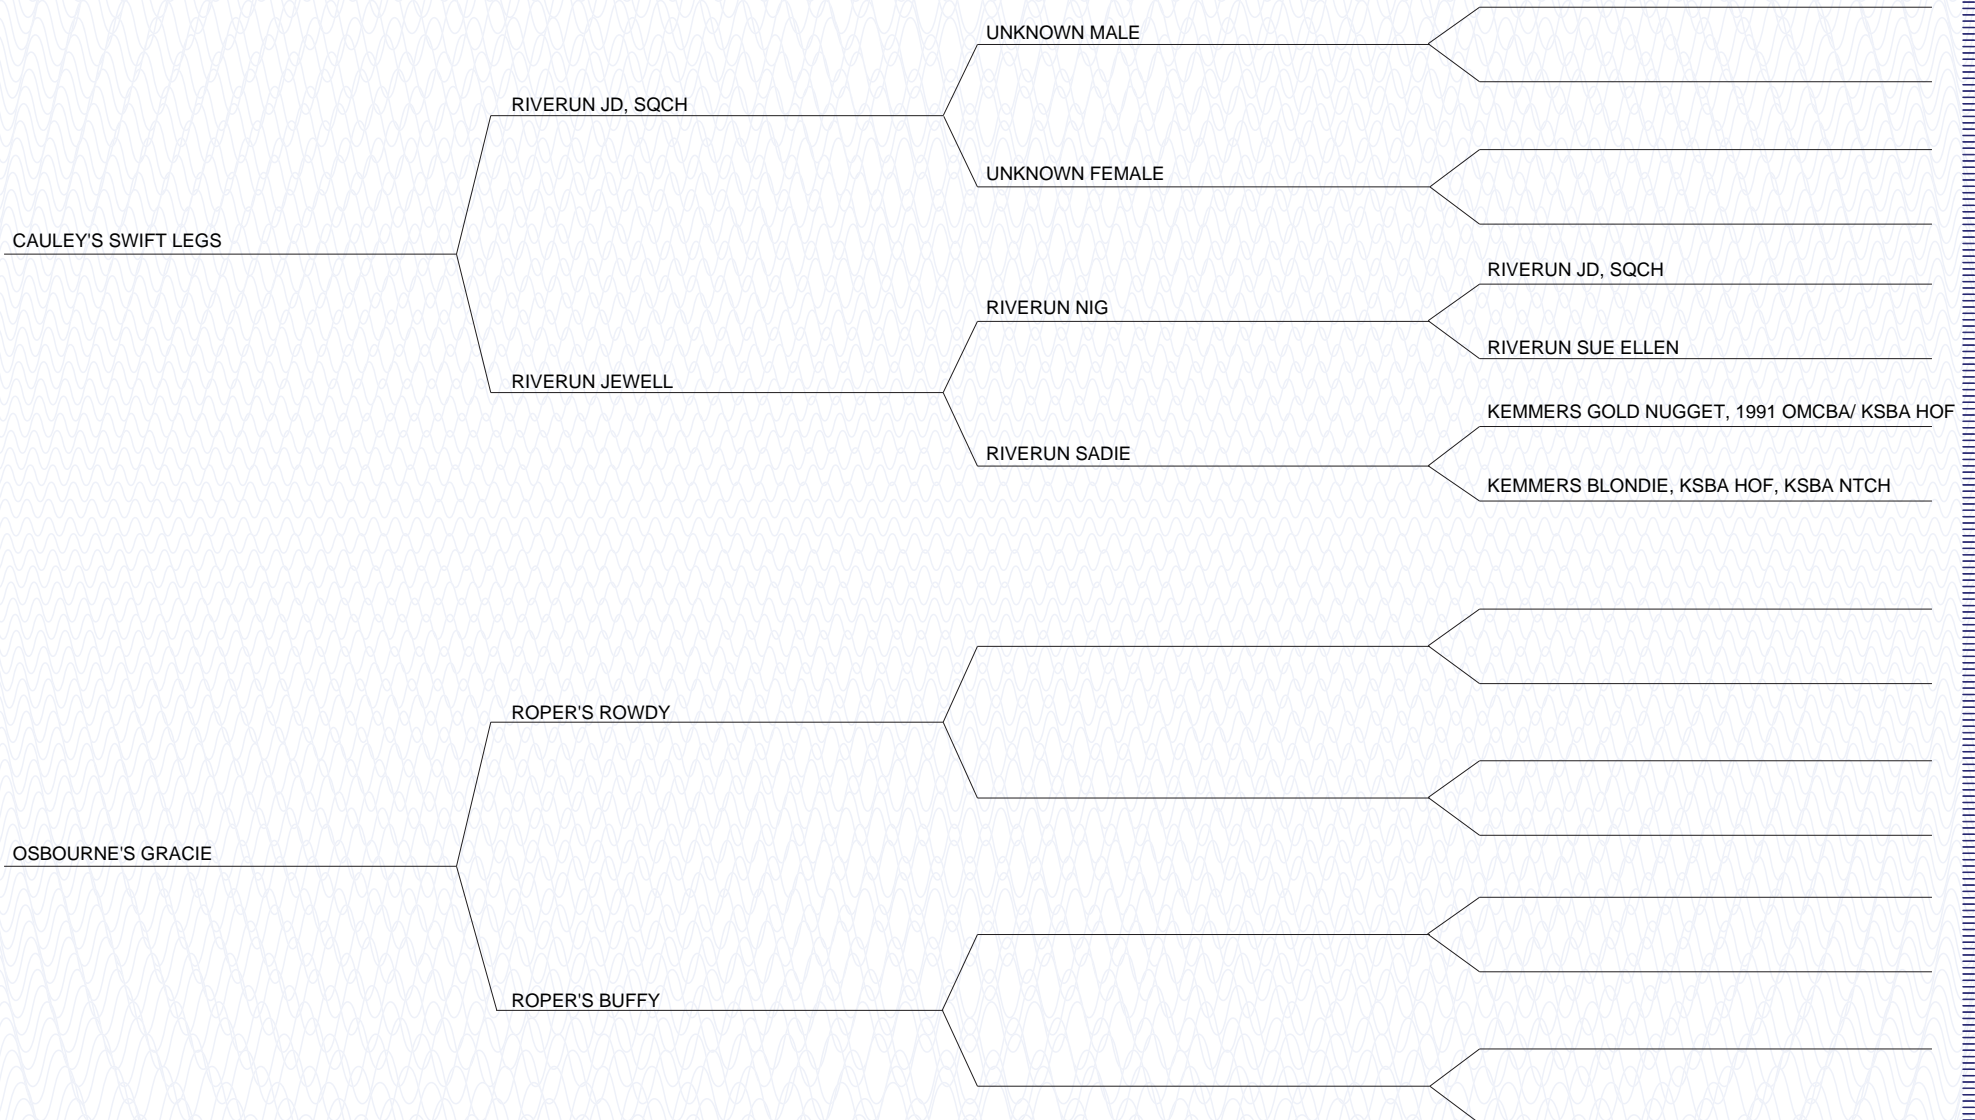 UNKNOWN MALE
RIVERUN JD, SQCH
UNKNOWN FEMALE
CAULEY'S SWIFT LEGS
RIVERUN JD, SQCH
RIVERUN NIG
RIVERUN SUE ELLEN
RIVERUN JEWELL
KEMMERS GOLD NUGGET, 1991 OMCBA/ KSBA HOF
RIVERUN SADIE
KEMMERS BLONDIE, KSBA HOF, KSBA NTCH
ROPER'S ROWDY
OSBOURNE'S GRACIE
ROPER'S BUFFY